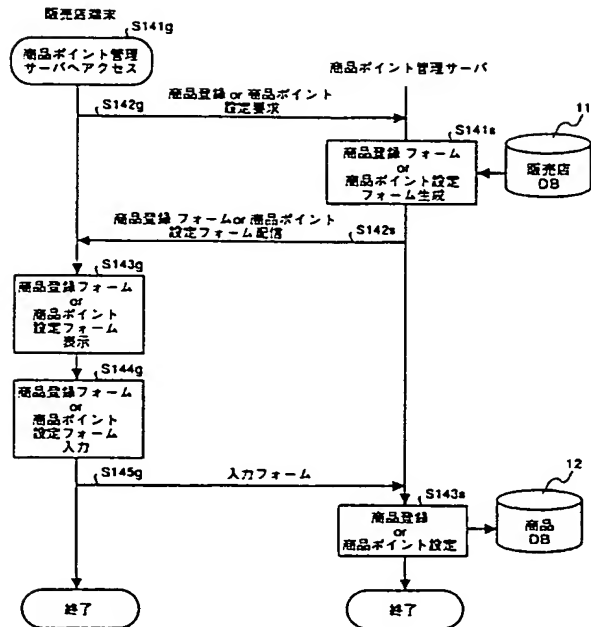 販売店端末
S141g
商品ポイント管理
サーバへアクセス
商品ポイント管理サーバ
S142g
商品登録 or 商品ポイント
設定要求
S141s
商品登録 フォーム
or
商品ポイント設定
フォーム生成
11
販売店
DB
商品登録 フォームor 商品ポイント
設定フォーム配信
S142s
S143g
商品登録フォーム
or
商品ポイント
設定フォーム
表示
S144g
商品登録フォーム
or
商品ポイント
設定フォーム
入力
S145g
入力フォーム
S143s
商品登録
or
商品ポイント設定
12
商品
DB
終了
終了